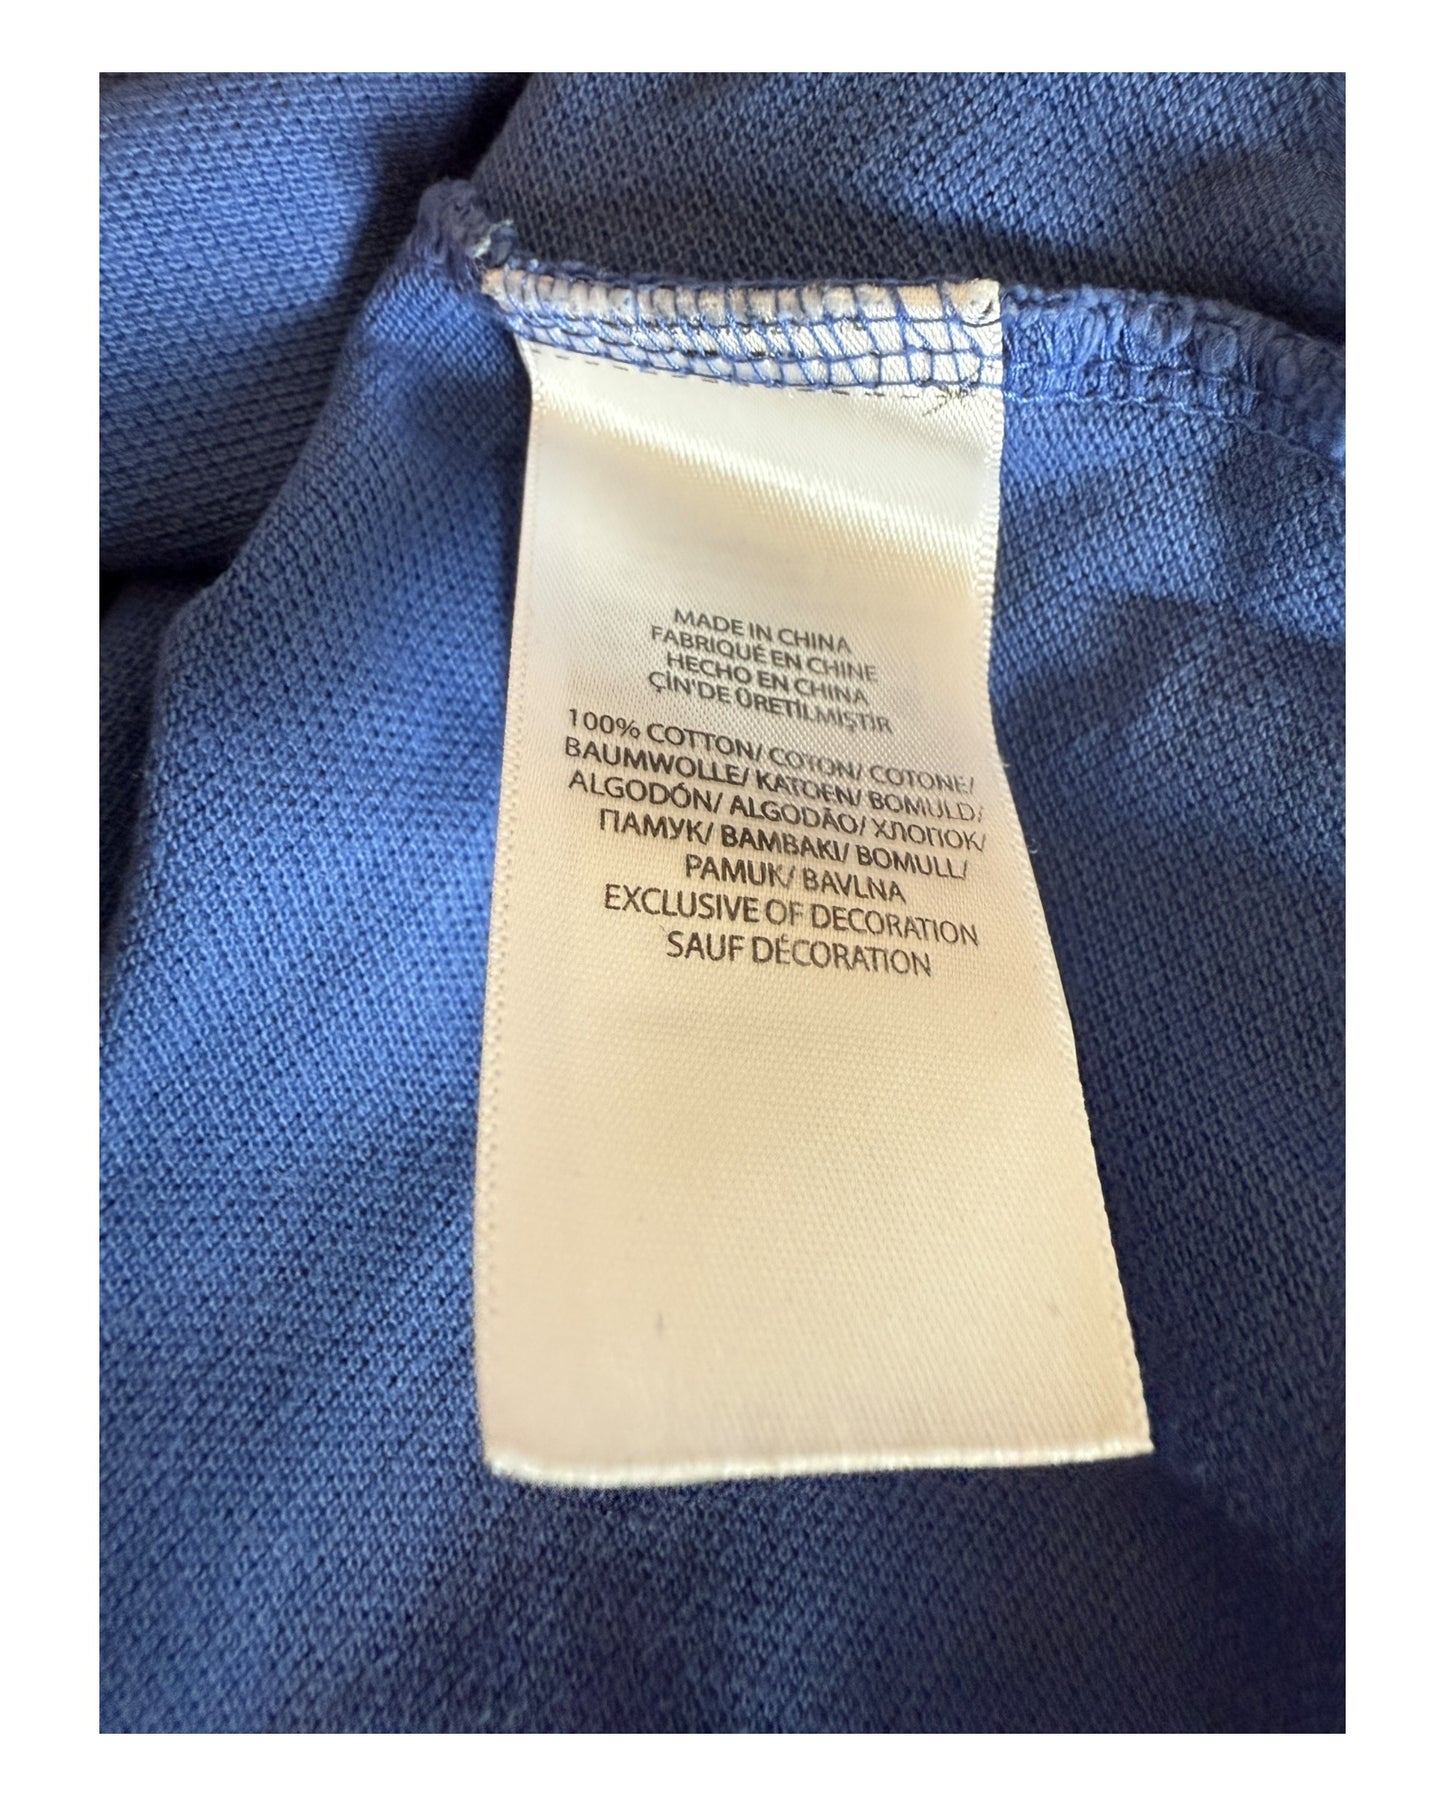 MADE IN CHINA
FABRIQUÉ EN CHINE
HECHO EN CHINA
ÇİN'DE ÜRETİLMİŞTİR
100% COTTON/ COTON/ COTONE/
BAUMWOLLE/ KATOEN/ BOMULD/
ALGODÓN/ ALGODÃO/ ХЛОПОК/
ПАМУК/ BAMBAKI/ BOMULL/
PAMUK/ BAVLNA
EXCLUSIVE OF DECORATION
SAUF DÉCORATION